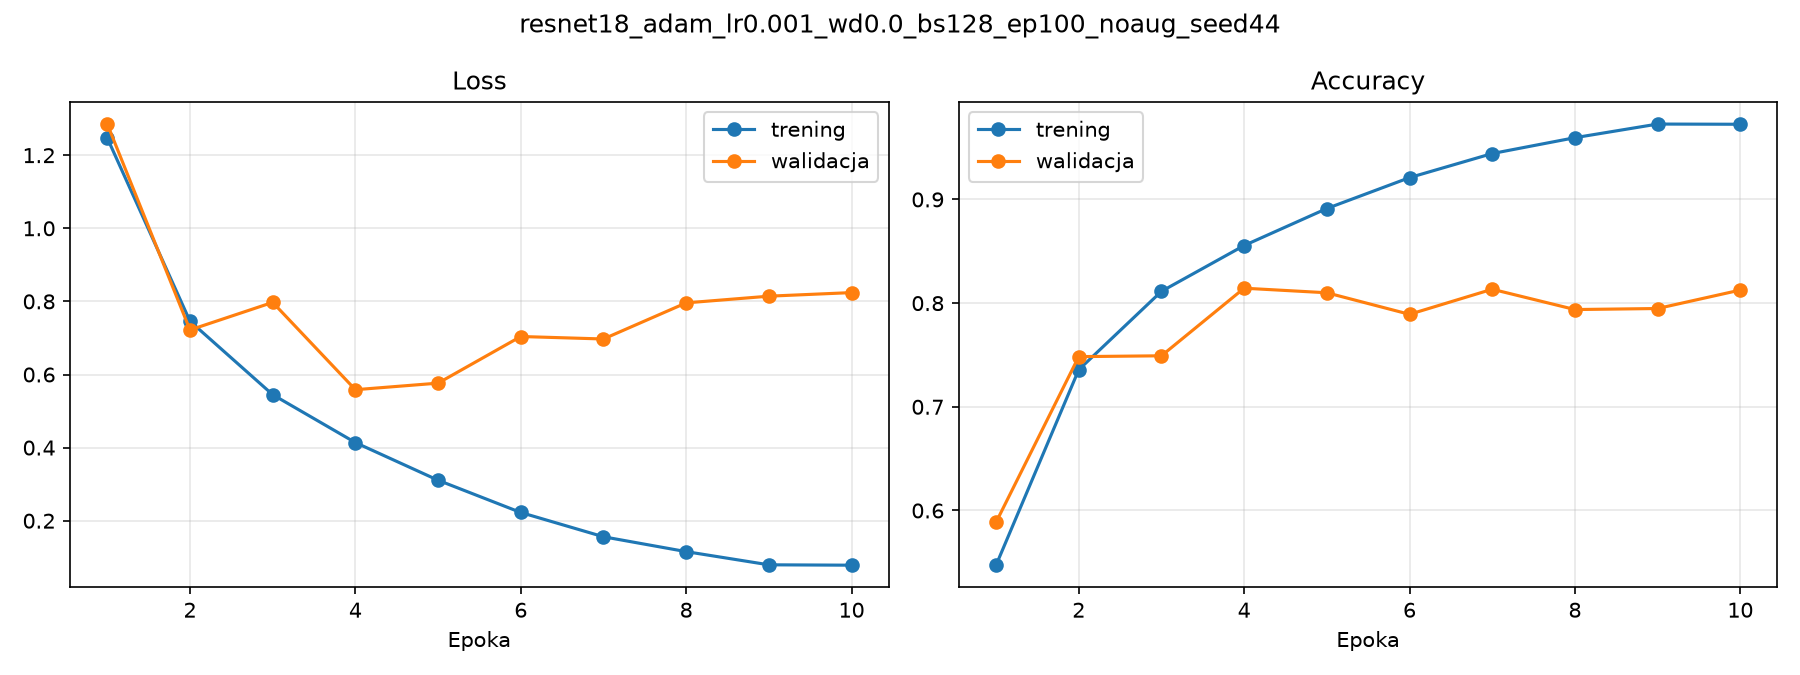 resnet18_adam_lr0.001_wd0.0_bs128_ep100_noaug_seed44
Loss
trening
walidacja
1.2
1.0
0.8
0.6
0.4
0.2
2 4 6 8 10
Epoka
Accuracy
trening
walidacja
0.9
0.8
0.7
0.6
2 4 6 8 10
Epoka